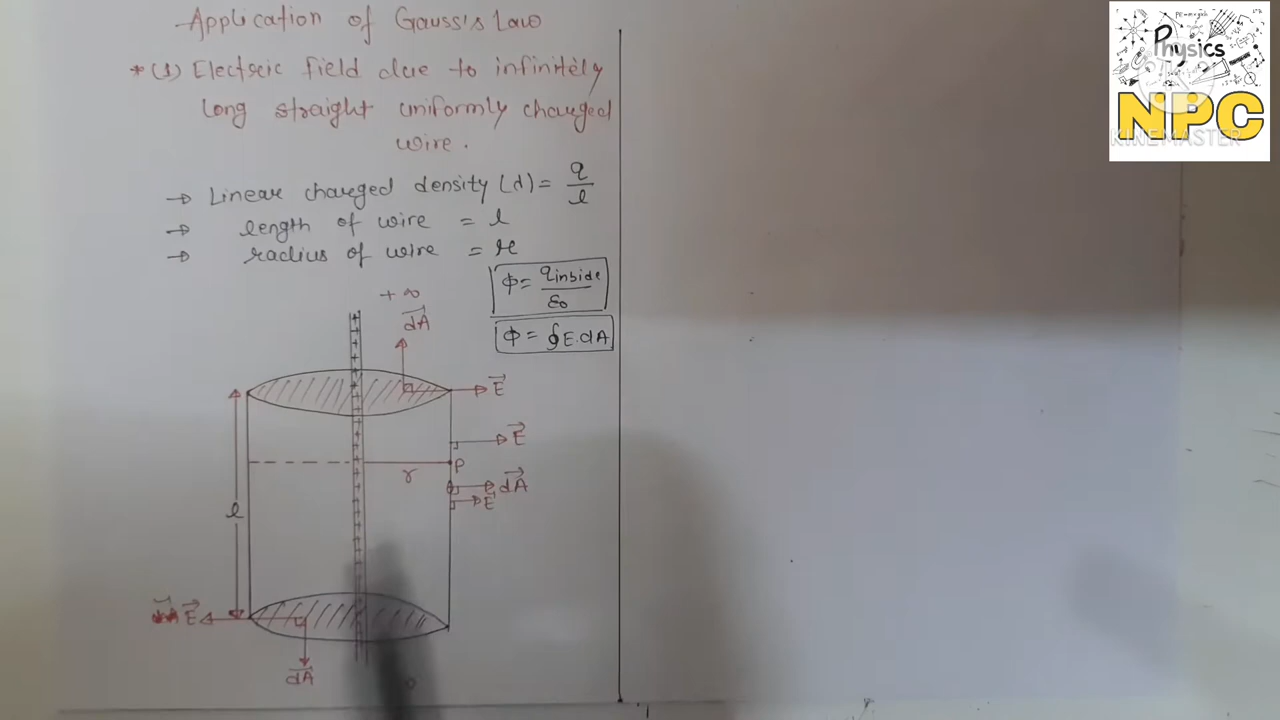 Application of Gauss's Law
* (1) Electric field due to infinitely
long straight uniformly charged
wire.
→ Linear charged density (d) = q/l
→ length of wire = l
→ radius of wire = r
Φ = q inside / ε₀
Φ = ∮E.dA
+ ∞
dA
E
E
r
P
dA
E
l
E
dA
Physics
NPC
KINEMASTER